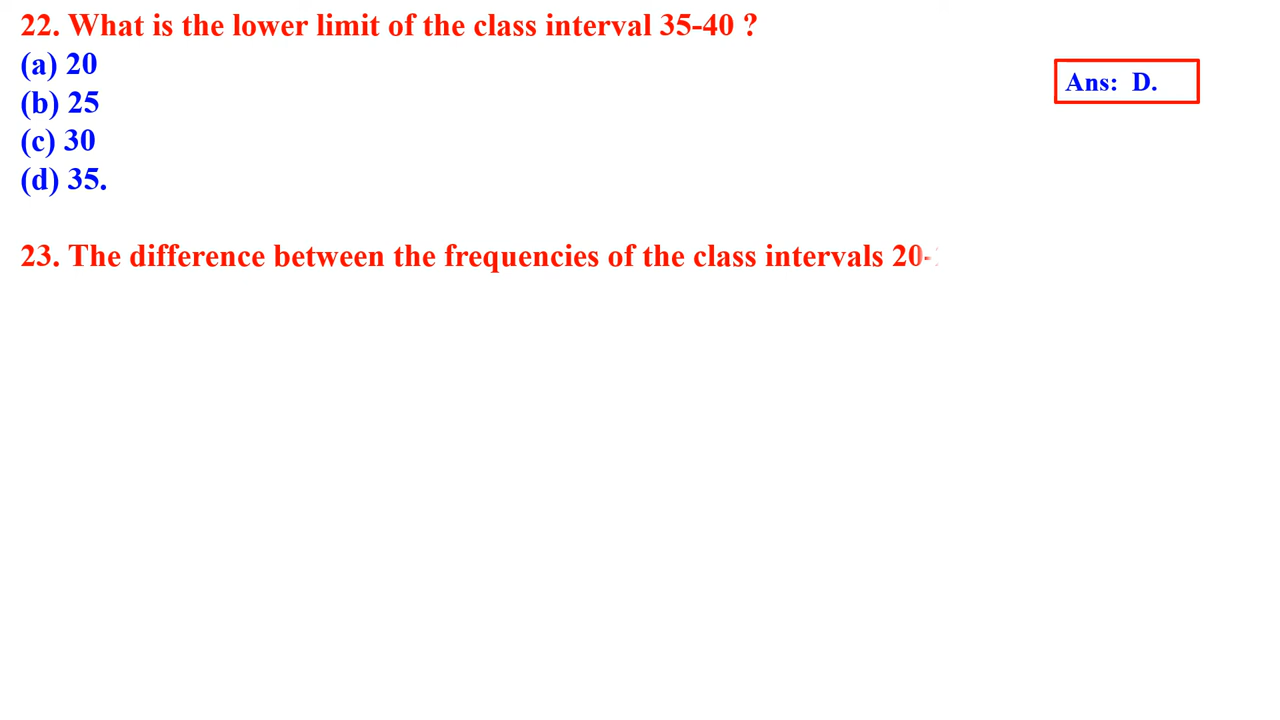 22. What is the lower limit of the class interval 35-40 ?
(a) 20
(b) 25
(c) 30
(d) 35.
Ans: D.
23. The difference between the frequencies of the class intervals 20-